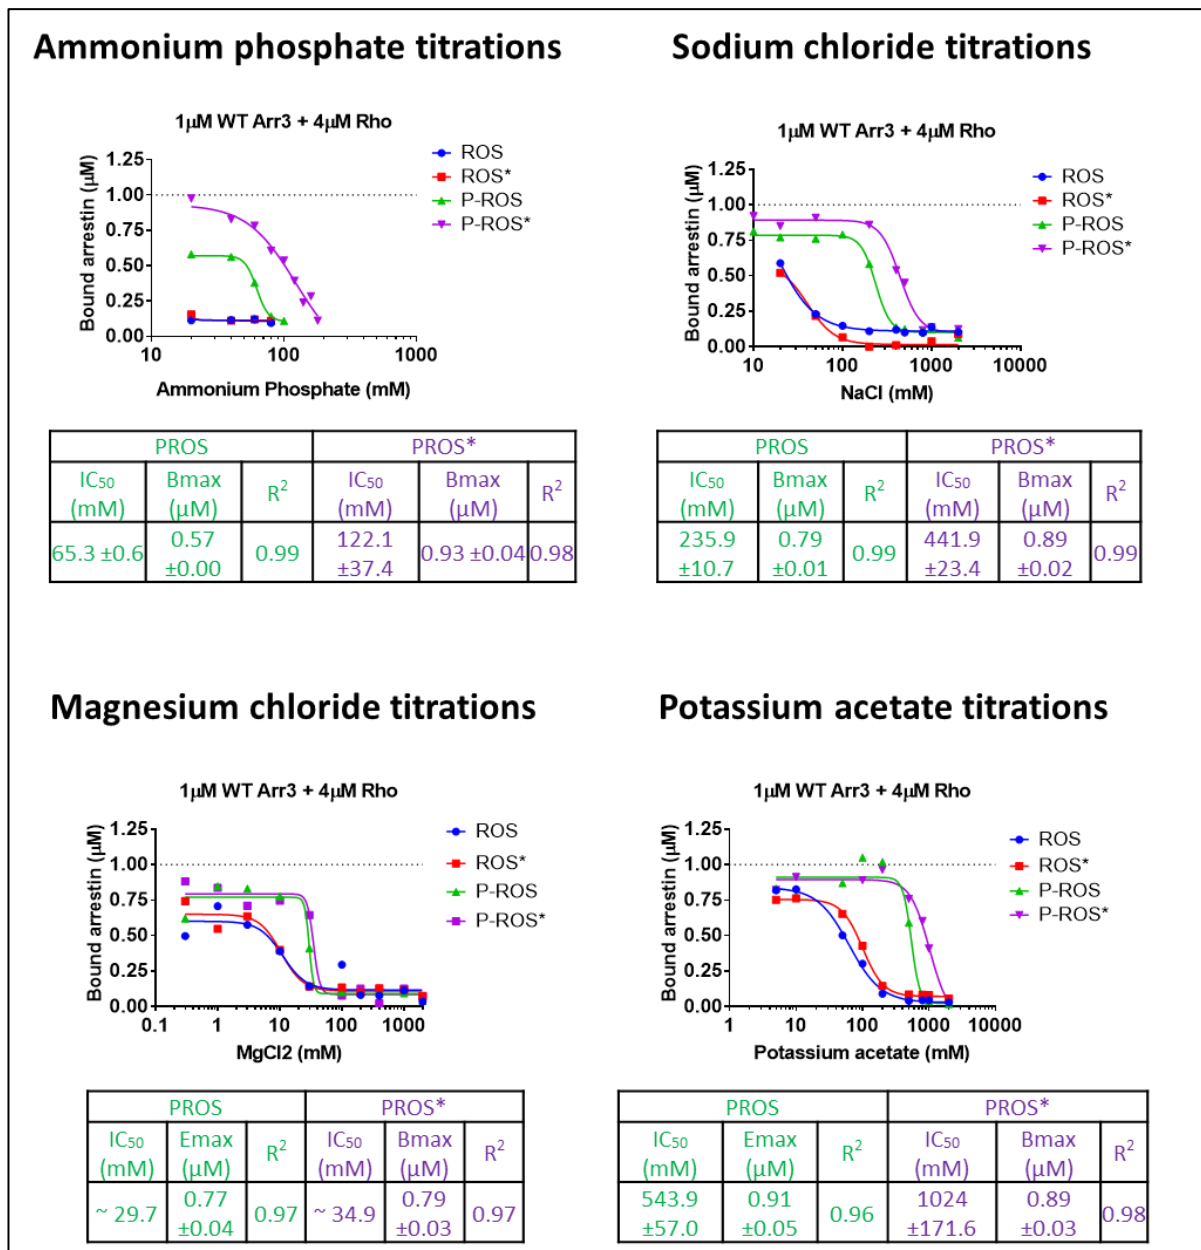 Ammonium phosphate titrations
1µM WT Arr3 + 4µM Rho
Bound arrestin (µM)
1.25
1.00
0.75
0.50
0.25
0.00
10 100 1000
Ammonium Phosphate (mM)
ROS
ROS*
P-ROS
P-ROS*
PROS PROS*
IC50 (mM) Bmax (µM) R² IC50 (mM) Bmax (µM) R²
65.3 ±0.6 0.57 ±0.00 0.99 122.1 ±37.4 0.93 ±0.04 0.98
Sodium chloride titrations
1µM WT Arr3 + 4µM Rho
Bound arrestin (µM)
1.25
1.00
0.75
0.50
0.25
0.00
10 100 1000 10000
NaCl (mM)
ROS
ROS*
P-ROS
P-ROS*
PROS PROS*
IC50 (mM) Bmax (µM) R² IC50 (mM) Bmax (µM) R²
235.9 ±10.7 0.79 ±0.01 0.99 441.9 ±23.4 0.89 ±0.02 0.99
Magnesium chloride titrations
1µM WT Arr3 + 4µM Rho
Bound arrestin (µM)
1.25
1.00
0.75
0.50
0.25
0.00
0.1 1 10 100 1000
MgCl2 (mM)
ROS
ROS*
P-ROS
P-ROS*
PROS PROS*
IC50 (mM) Emax (µM) R² IC50 (mM) Bmax (µM) R²
~ 29.7 0.77 ±0.04 0.97 ~ 34.9 0.79 ±0.03 0.97
Potassium acetate titrations
1µM WT Arr3 + 4µM Rho
Bound arrestin (µM)
1.25
1.00
0.75
0.50
0.25
0.00
1 10 100 1000 10000
Potassium acetate (mM)
ROS
ROS*
P-ROS
P-ROS*
PROS PROS*
IC50 (mM) Emax (µM) R² IC50 (mM) Bmax (µM) R²
543.9 ±57.0 0.91 ±0.05 0.96 1024 ±171.6 0.89 ±0.03 0.98